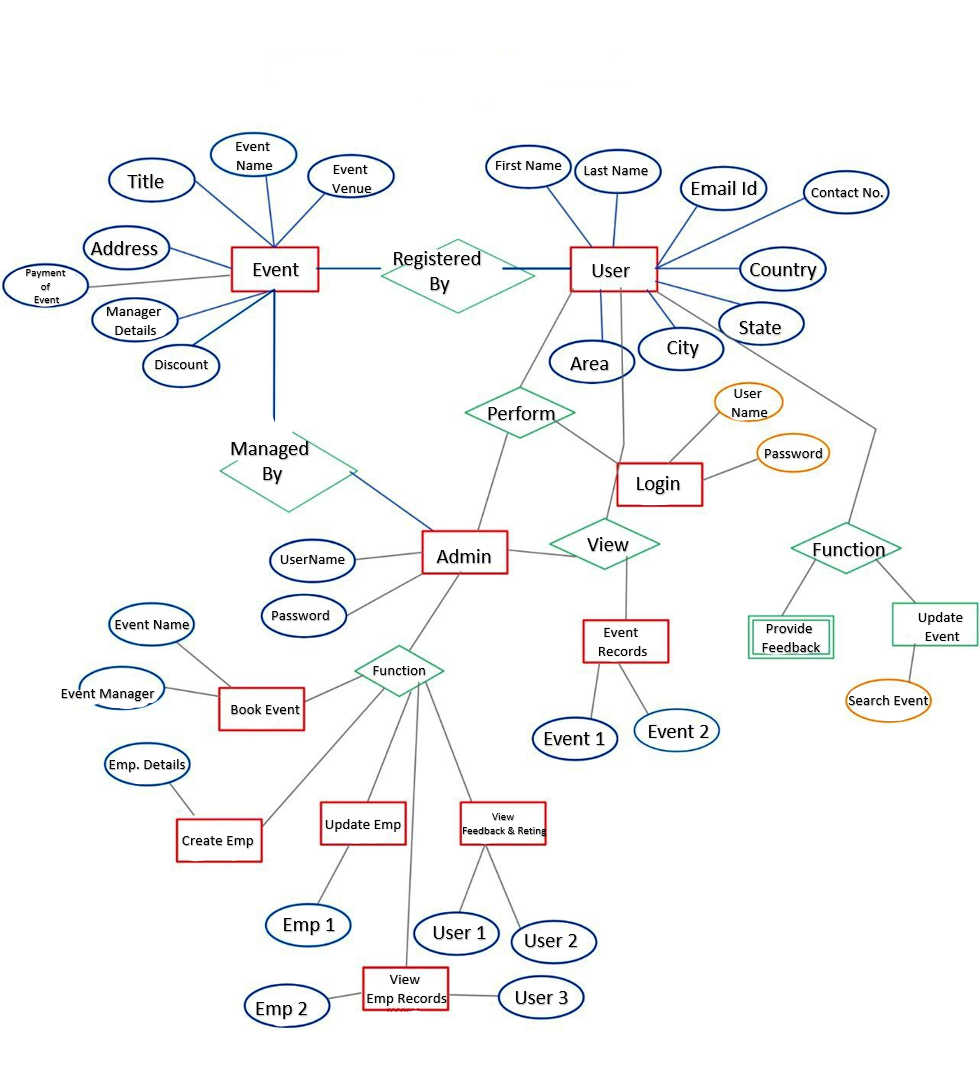 Event
Name
Title
Event
Venue
First Name
Last Name
Email Id
Contact No.
Address
Event
Registered
By
User
Country
Payment
of
Event
Manager
Details
State
Discount
Area
City
Managed
By
Perform
User
Name
Password
Login
Admin
View
Function
UserName
Password
Event Name
Event
Records
Provide
Feedback
Update
Event
Function
Event Manager
Book Event
Search Event
Event 1
Event 2
Emp. Details
Create Emp
Update Emp
View
Feedback & Reting
Emp 1
User 1
User 2
View
Emp Records
Emp 2
User 3